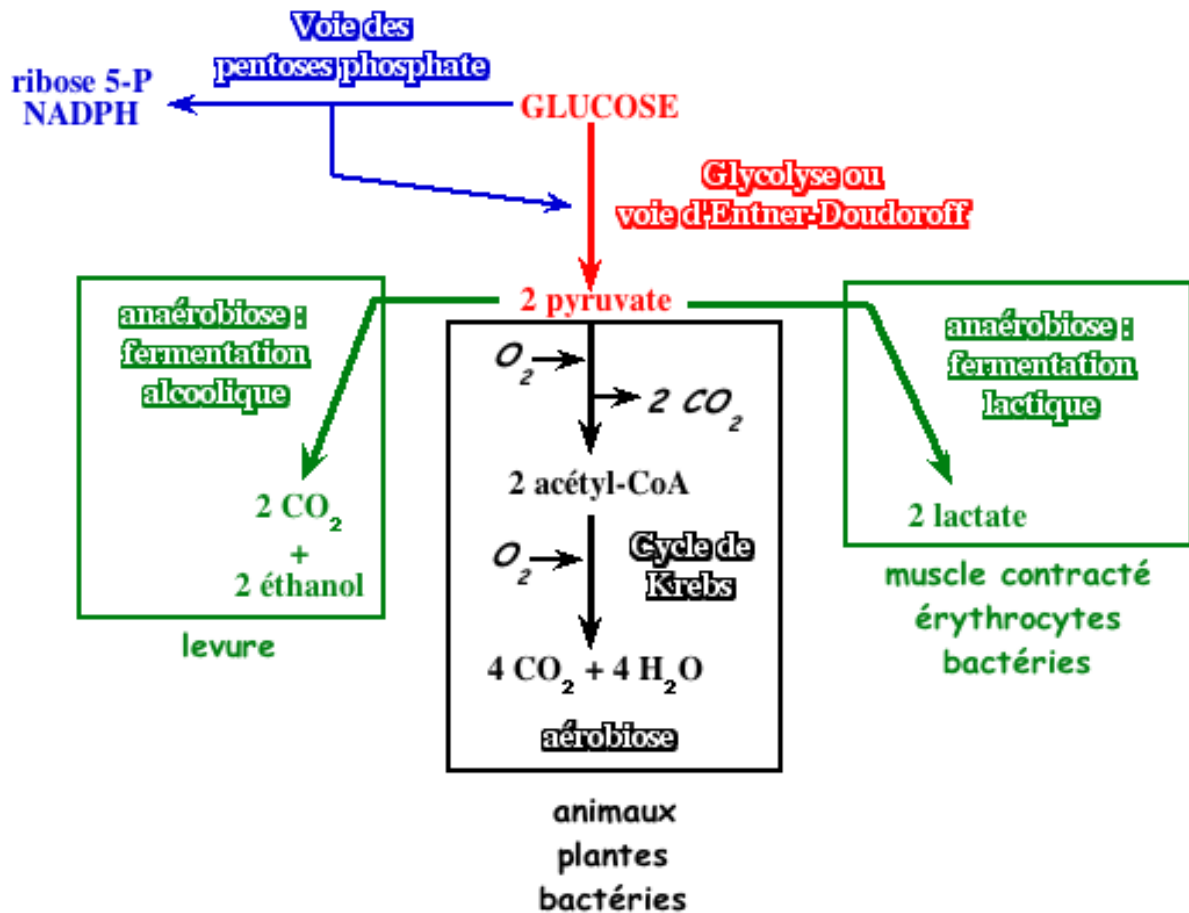 Voie des
pentoses phosphate
ribose 5-P
NADPH
GLUCOSE
Glycolyse ou
voie d'Entner-Doudoroff
2 pyruvate
anaérobiose :
fermentation
alcoolique
2 CO₂
+
2 éthanol
levure
O₂
2 CO₂
2 acétyl-CoA
O₂
Cycle de
Krebs
4 CO₂ + 4 H₂O
aérobiose
animaux
plantes
bactéries
anaérobiose :
fermentation
lactique
2 lactate
muscle contracté
érythrocytes
bactéries